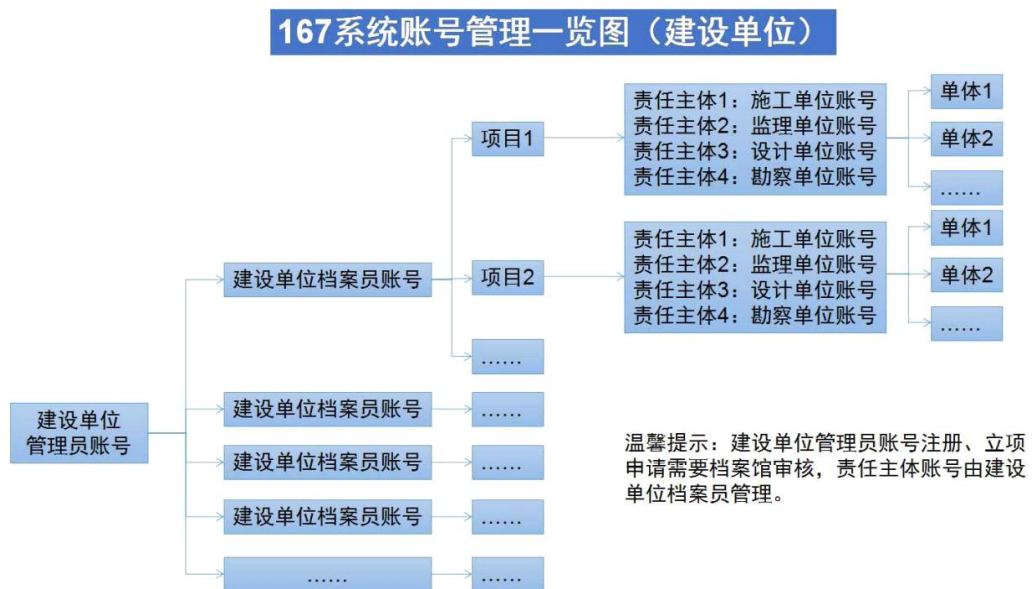 167系统账号管理一览图（建设单位）
建设单位
管理员账号
建设单位档案员账号
项目1
责任主体1：施工单位账号
责任主体2：监理单位账号
责任主体3：设计单位账号
责任主体4：勘察单位账号
单体1
单体2
......
项目2
责任主体1：施工单位账号
责任主体2：监理单位账号
责任主体3：设计单位账号
责任主体4：勘察单位账号
单体1
单体2
......
......
建设单位档案员账号
......
建设单位档案员账号
......
建设单位档案员账号
......
......
......
温馨提示：建设单位管理员账号注册、立项
申请需要档案馆审核，责任主体账号由建设
单位档案员管理。